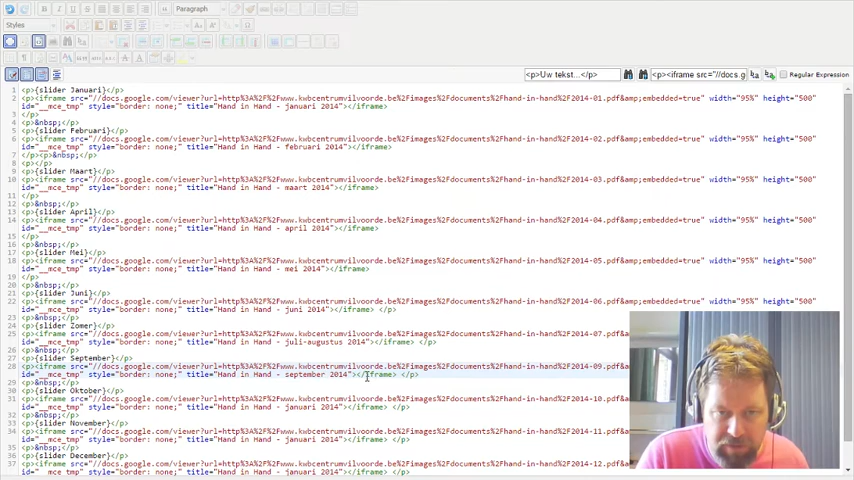 Paragraph
Styles
<p>Uw tekst...</p>
<p><iframe src="//docs.g
Regular Expression
1 <p>{slider Januari}</p>
2 <p><iframe src="//docs.google.com/viewer?url=http%3A%2F%2Fwww.kwbcentrumvilvoorde.be%2Fimages%2Fdocuments%2Fhand-in-hand%2F2014-01.pdf&amp;embedded=true" width="95%" height="500"
id="__mce_tmp" style="border: none;" title="Hand in Hand - januari 2014"></iframe>
3 </p>
4 <p>&nbsp;</p>
5 <p>{slider Februari}</p>
6 <p><iframe src="//docs.google.com/viewer?url=http%3A%2F%2Fwww.kwbcentrumvilvoorde.be%2Fimages%2Fdocuments%2Fhand-in-hand%2F2014-02.pdf&amp;embedded=true" width="95%" height="500"
id="__mce_tmp" style="border: none;" title="Hand in Hand - februari 2014"></iframe>
7 </p><p>&nbsp;</p>
8 <p></p>
9 <p>{slider Maart}</p>
10 <p><iframe src="//docs.google.com/viewer?url=http%3A%2F%2Fwww.kwbcentrumvilvoorde.be%2Fimages%2Fdocuments%2Fhand-in-hand%2F2014-03.pdf&amp;embedded=true" width="95%" height="500"
id="__mce_tmp" style="border: none;" title="Hand in Hand - maart 2014"></iframe>
11 </p>
12 <p>&nbsp;</p>
13 <p>{slider April}</p>
14 <p><iframe src="//docs.google.com/viewer?url=http%3A%2F%2Fwww.kwbcentrumvilvoorde.be%2Fimages%2Fdocuments%2Fhand-in-hand%2F2014-04.pdf&amp;embedded=true" width="95%" height="500"
id="__mce_tmp" style="border: none;" title="Hand in Hand - april 2014"></iframe>
15 </p>
16 <p>&nbsp;</p>
17 <p>{slider Mei}</p>
18 <p><iframe src="//docs.google.com/viewer?url=http%3A%2F%2Fwww.kwbcentrumvilvoorde.be%2Fimages%2Fdocuments%2Fhand-in-hand%2F2014-05.pdf&amp;embedded=true" width="95%" height="500"
id="__mce_tmp" style="border: none;" title="Hand in Hand - mei 2014"></iframe>
19 </p>
20 <p>&nbsp;</p>
21 <p>{slider Juni}</p>
22 <p><iframe src="//docs.google.com/viewer?url=http%3A%2F%2Fwww.kwbcentrumvilvoorde.be%2Fimages%2Fdocuments%2Fhand-in-hand%2F2014-06.pdf&amp;embedded=true" width="95%" height="500"
id="__mce_tmp" style="border: none;" title="Hand in Hand - juni 2014"></iframe> </p>
23 <p>&nbsp;</p>
24 <p>{slider Zomer}</p>
25 <p><iframe src="//docs.google.com/viewer?url=http%3A%2F%2Fwww.kwbcentrumvilvoorde.be%2Fimages%2Fdocuments%2Fhand-in-hand%2F2014-07.pdf&
id="__mce_tmp" style="border: none;" title="Hand in Hand - juli-augustus 2014"></iframe> </p>
26 <p>&nbsp;</p>
27 <p>{slider September}</p>
28 <p><iframe src="//docs.google.com/viewer?url=http%3A%2F%2Fwww.kwbcentrumvilvoorde.be%2Fimages%2Fdocuments%2Fhand-in-hand%2F2014-09.pdf&
id="__mce_tmp" style="border: none;" title="Hand in Hand - september 2014"></iframe> </p>
29 <p>&nbsp;</p>
30 <p>{slider Oktober}</p>
31 <p><iframe src="//docs.google.com/viewer?url=http%3A%2F%2Fwww.kwbcentrumvilvoorde.be%2Fimages%2Fdocuments%2Fhand-in-hand%2F2014-10.pdf&
id="__mce_tmp" style="border: none;" title="Hand in Hand - januari 2014"></iframe> </p>
32 <p>&nbsp;</p>
33 <p>{slider November}</p>
34 <p><iframe src="//docs.google.com/viewer?url=http%3A%2F%2Fwww.kwbcentrumvilvoorde.be%2Fimages%2Fdocuments%2Fhand-in-hand%2F2014-11.pdf&
id="__mce_tmp" style="border: none;" title="Hand in Hand - januari 2014"></iframe> </p>
35 <p>&nbsp;</p>
36 <p>{slider December}</p>
37 <p><iframe src="//docs.google.com/viewer?url=http%3A%2F%2Fwww.kwbcentrumvilvoorde.be%2Fimages%2Fdocuments%2Fhand-in-hand%2F2014-12.pdf&
id="__mce_tmp" style="border: none;" title="Hand in Hand - januari 2014"></iframe> </p>